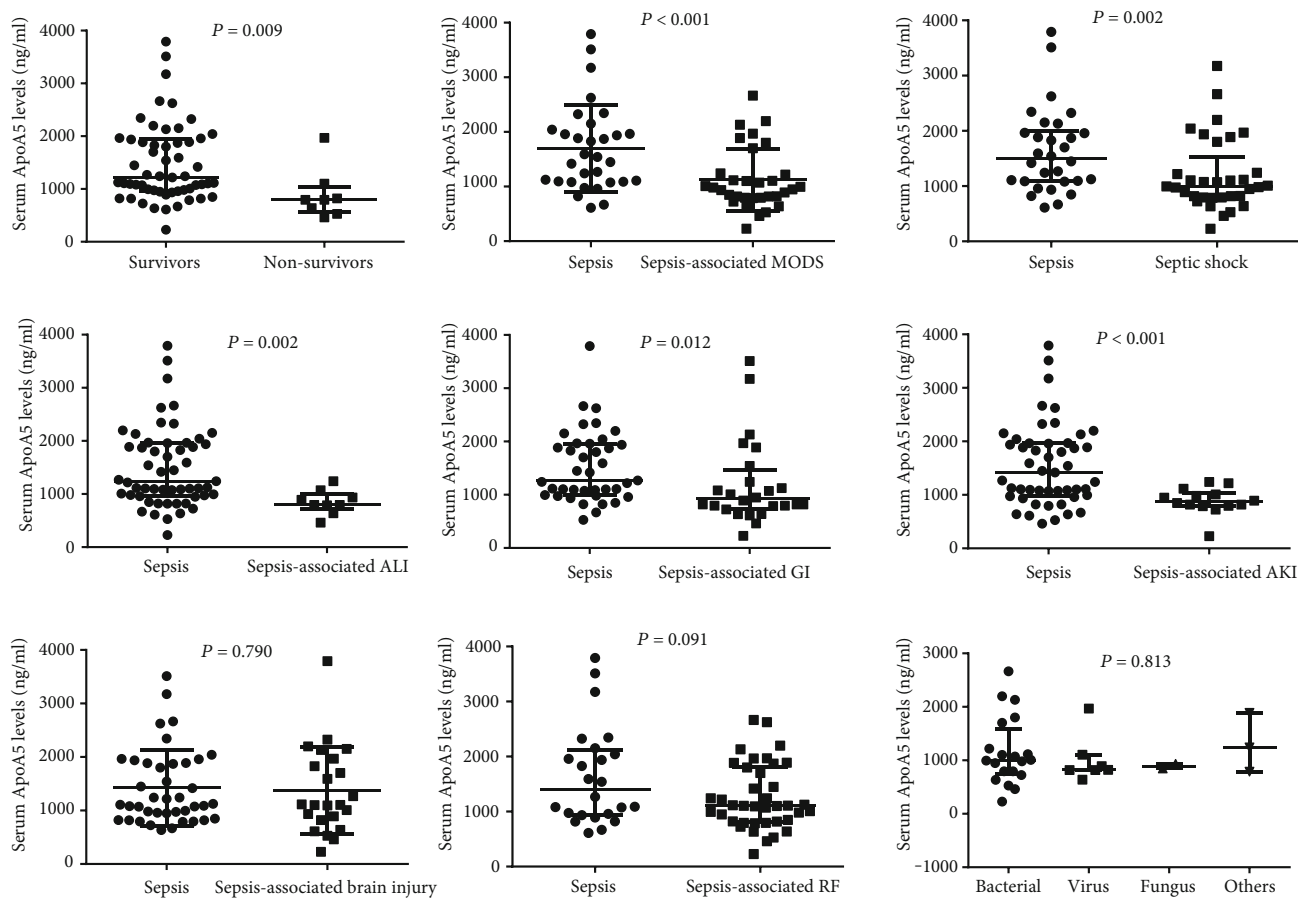 P = 0.009
Serum ApoA5 levels (ng/ml)
4000
3000
2000
1000
0
Survivors
Non-survivors
P < 0.001
Serum ApoA5 levels (ng/ml)
4000
3000
2000
1000
0
Sepsis
Sepsis-associated MODS
P = 0.002
Serum ApoA5 levels (ng/ml)
4000
3000
2000
1000
0
Sepsis
Septic shock
P = 0.002
Serum ApoA5 levels (ng/ml)
4000
3000
2000
1000
0
Sepsis
Sepsis-associated ALI
P = 0.012
Serum ApoA5 levels (ng/ml)
4000
3000
2000
1000
0
Sepsis
Sepsis-associated GI
P < 0.001
Serum ApoA5 levels (ng/ml)
4000
3000
2000
1000
0
Sepsis
Sepsis-associated AKI
P = 0.790
Serum ApoA5 levels (ng/ml)
4000
3000
2000
1000
0
Sepsis
Sepsis-associated brain injury
P = 0.091
Serum ApoA5 levels (ng/ml)
4000
3000
2000
1000
0
Sepsis
Sepsis-associated RF
P = 0.813
Serum ApoA5 levels (ng/ml)
3000
2000
1000
0
−1000
Bacterial
Virus
Fungus
Others